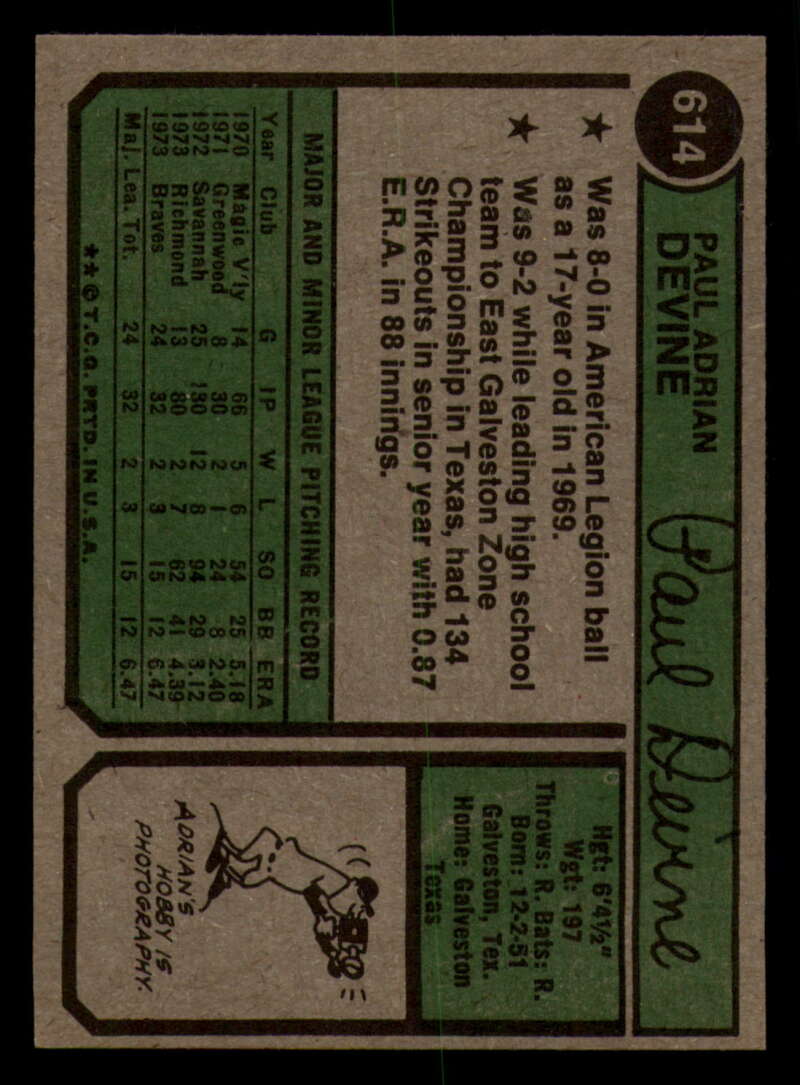 614
PAUL ADRIAN
DEVINE
Paul Devine
★ Was 8-0 in American Legion ball
as a 17-year old in 1969.
★ Was 9-2 while leading high school
team to East Galveston Zone
Championship in Texas, had 134
Strikeouts in senior year with 0.87
E.R.A. in 88 innings.
Hgt: 6'4½"
Wgt: 197
Throws: R. Bats: R.
Born: 12-2-51
Galveston, Tex.
Home: Galveston
Texas
MAJOR AND MINOR LEAGUE PITCHING RECORD
Year Club G IP W L SO BB ERA
1970 Magic V'ly 14 66 5 6 54 25 5.18
1971 Greenwood 8 30 2 1 24 8 2.40
1972 Savannah 25 130 12 8 94 29 3.12
1973 Richmond 13 80 2 7 62 41 4.39
1973 Braves 24 32 2 3 15 12 6.47
Maj. Lea. Tot. 24 32 2 3 15 12 6.47
★★©T.C.G. PRTD. IN U.S.A.
ADRIAN'S
HOBBY IS
PHOTOGRAPHY.